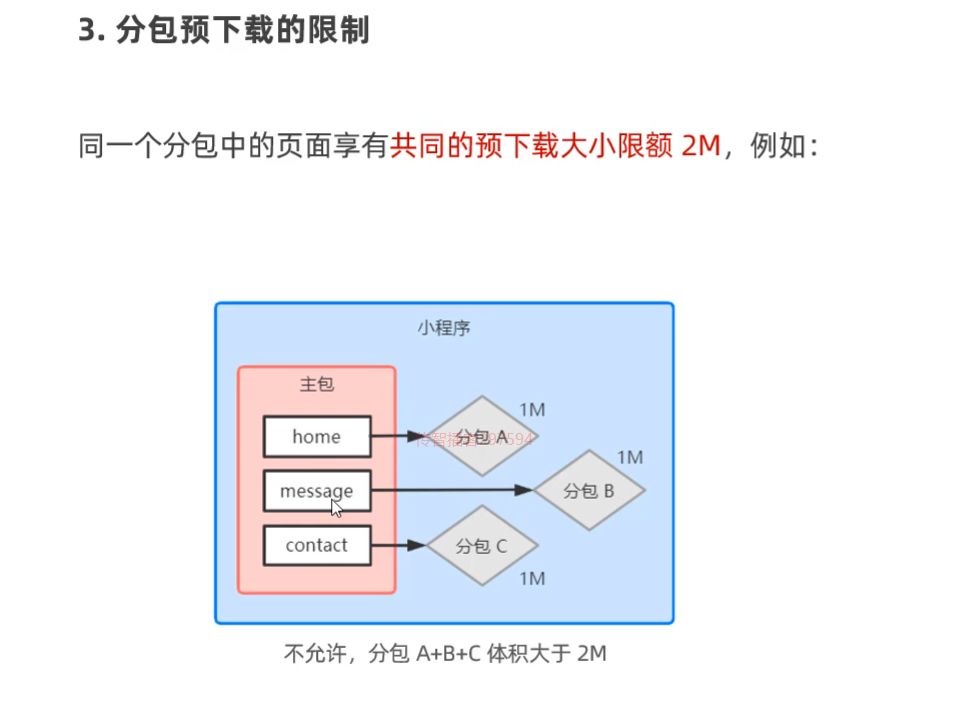 3. 分包预下载的限制
同一个分包中的页面享有共同的预下载大小限额 2M，例如：
小程序
主包
home
分包 A
1M
message
分包 B
1M
contact
分包 C
1M
不允许，分包 A+B+C 体积大于 2M